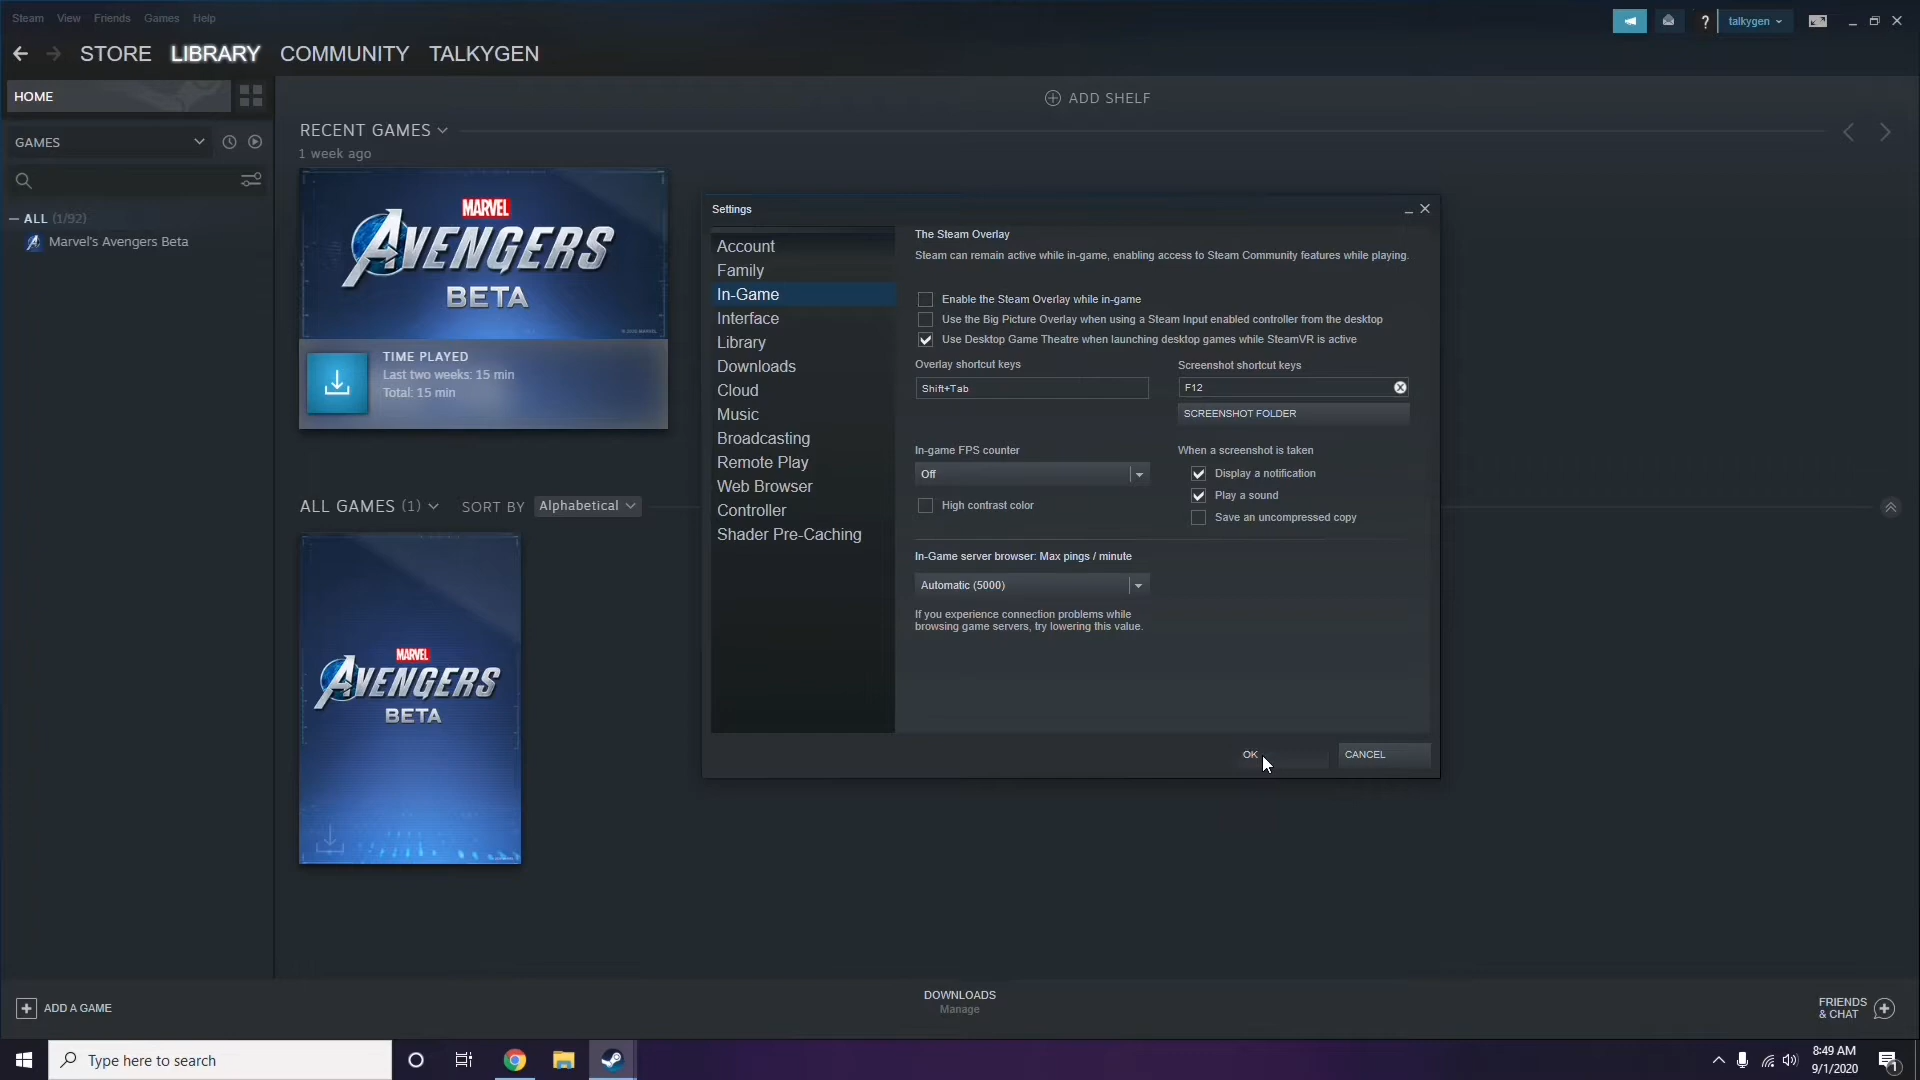 Steam View Friends Games Help
talkygen
STORE LIBRARY COMMUNITY TALKYGEN
HOME
ADD SHELF
GAMES
RECENT GAMES
1 week ago
ALL (1/92)
Marvel's Avengers Beta
MARVEL
AVENGERS
BETA
TIME PLAYED
Last two weeks: 15 min
Total: 15 min
ALL GAMES (1) SORT BY Alphabetical
MARVEL
AVENGERS
BETA
Settings
Account
Family
In-Game
Interface
Library
Downloads
Cloud
Music
Broadcasting
Remote Play
Web Browser
Controller
Shader Pre-Caching
The Steam Overlay
Steam can remain active while in-game, enabling access to Steam Community features while playing.
Enable the Steam Overlay while in-game
Use the Big Picture Overlay when using a Steam Input enabled controller from the desktop
Use Desktop Game Theatre when launching desktop games while SteamVR is active
Overlay shortcut keys
Shift+Tab
Screenshot shortcut keys
F12
SCREENSHOT FOLDER
In-game FPS counter
Off
High contrast color
When a screenshot is taken
Display a notification
Play a sound
Save an uncompressed copy
In-Game server browser: Max pings / minute
Automatic (5000)
If you experience connection problems while
browsing game servers, try lowering this value.
OK CANCEL
ADD A GAME
DOWNLOADS
Manage
FRIENDS
& CHAT
Type here to search
8:49 AM
9/1/2020
1